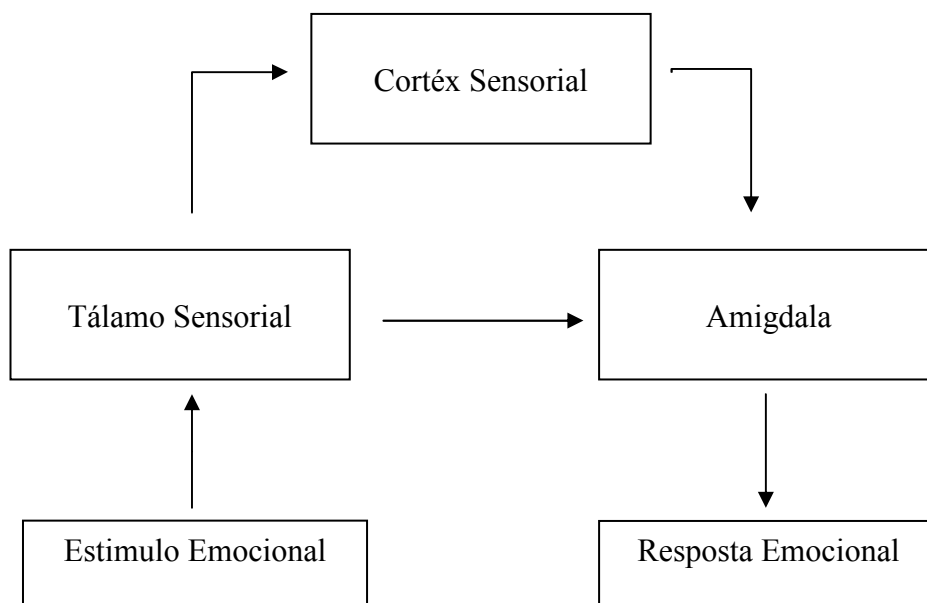 Cortéx Sensorial
Tálamo Sensorial
Amigdala
Estimulo Emocional
Resposta Emocional